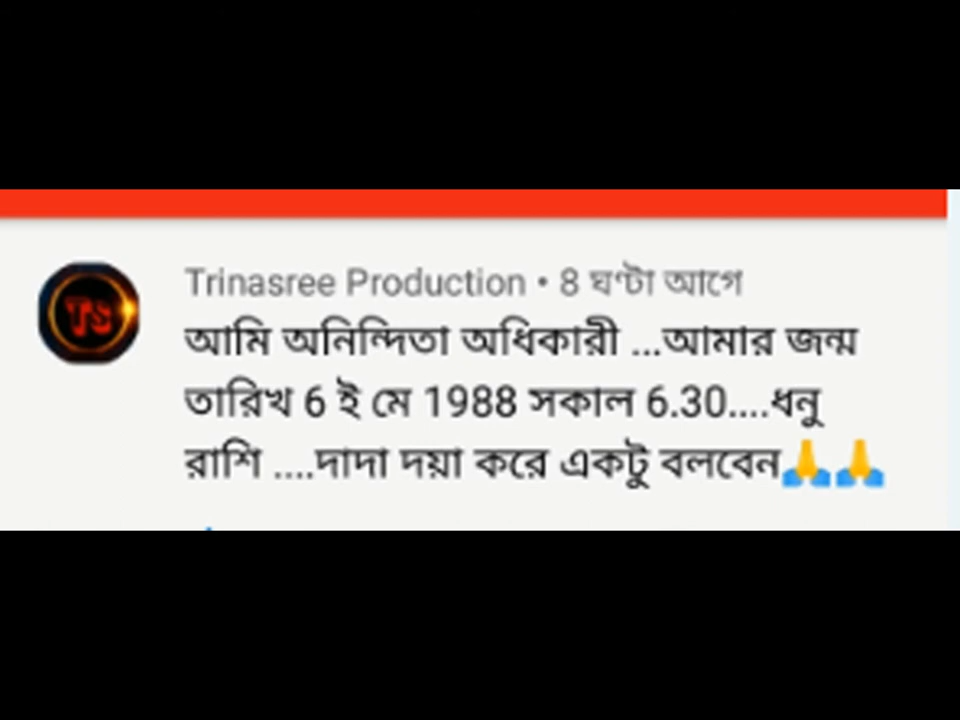 Trinasree Production • 8 ঘণ্টা আগে
TS
আমি অনিন্দিতা অধিকারী ...আমার জন্ম
তারিখ 6 ই মে 1988 সকাল 6.30....ধনু
রাশি ....দাদা দয়া করে একটু বলবেন🙏🙏